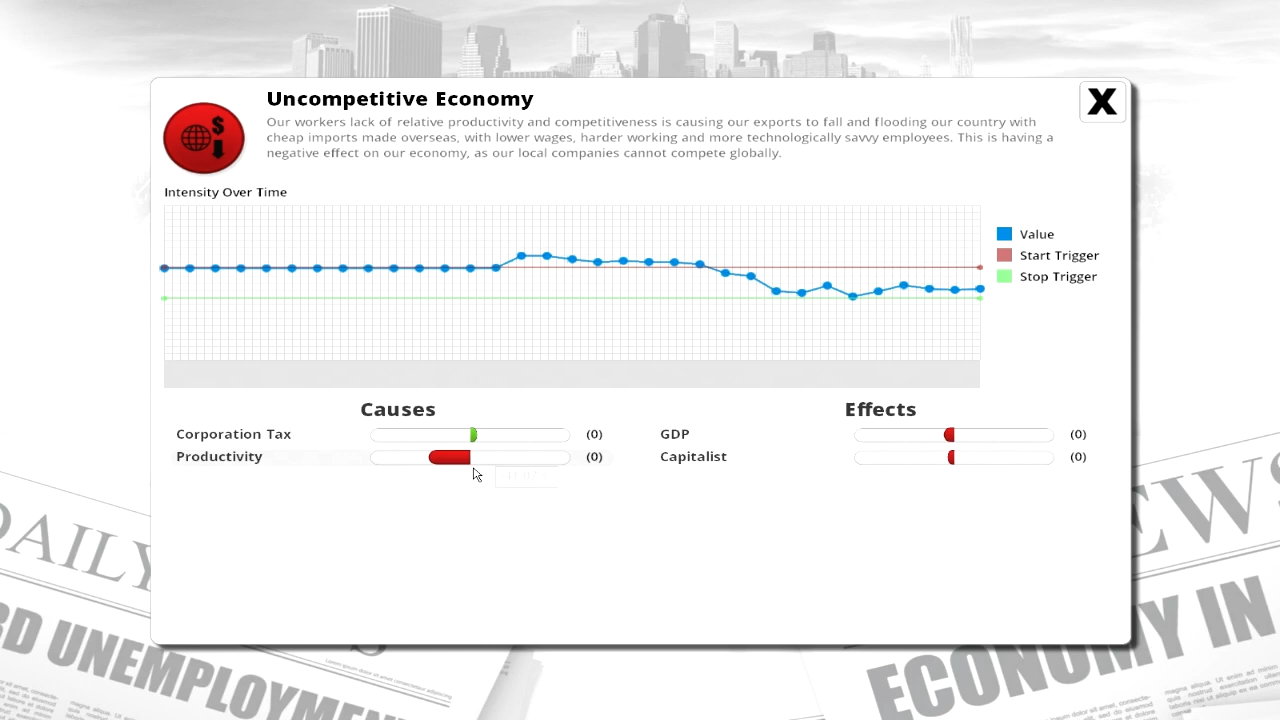 Uncompetitive Economy
X
Our workers lack of relative productivity and competitiveness is causing our exports to fall and flooding our country with
cheap imports made overseas, with lower wages, harder working and more technologically savvy employees. This is having a
negative effect on our economy, as our local companies cannot compete globally.
$
Intensity Over Time
Value
Start Trigger
Stop Trigger
Causes
Effects
Corporation Tax (0)
GDP (0)
Productivity (0)
Capitalist (0)
DAILY
EWS
RD UNEMPLOYMEN
ECONOMY IN